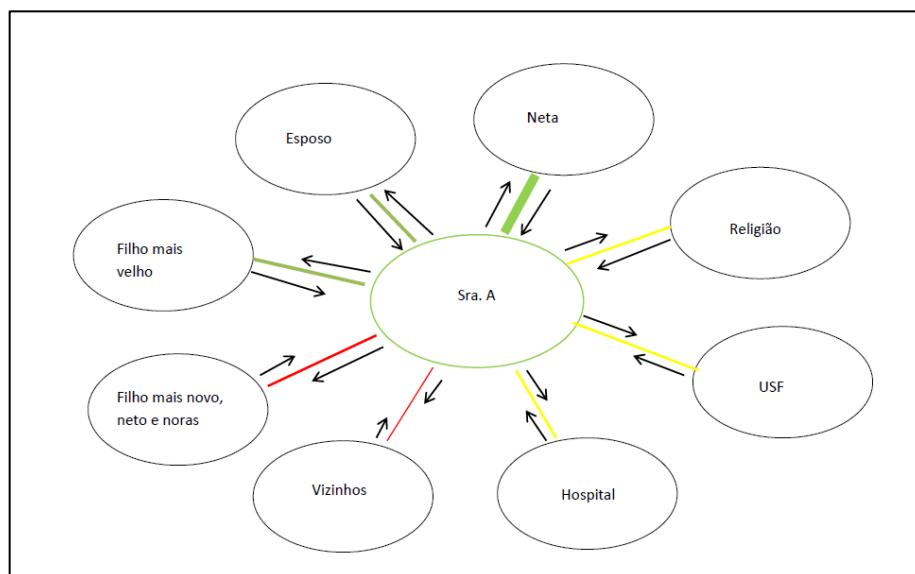 Neta
Esposo
Religião
Filho mais
velho
Sra. A
USF
Filho mais novo,
neto e noras
Vizinhos
Hospital